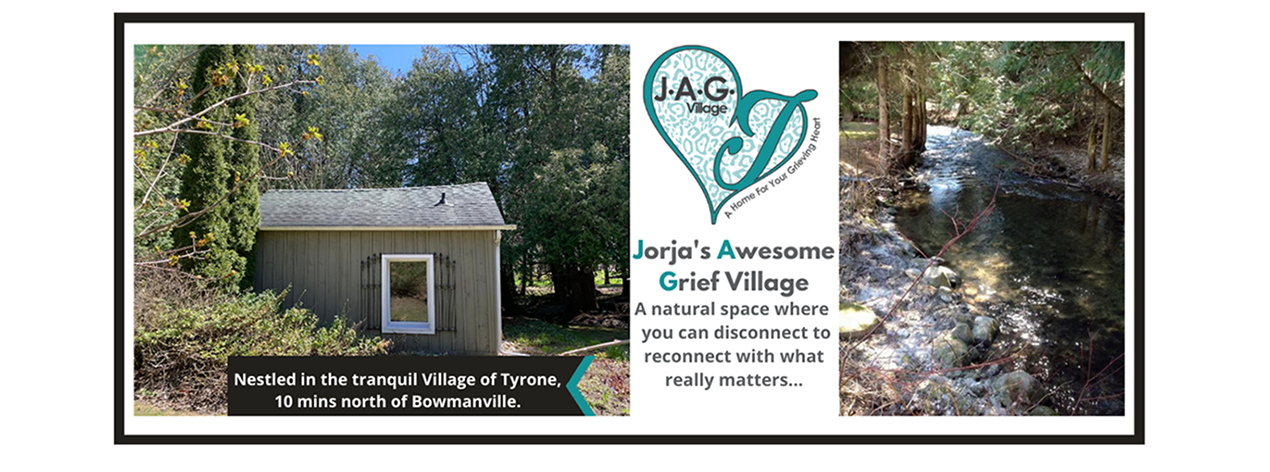 Nestled in the tranquil Village of Tyrone,
10 mins north of Bowmanville.
J·A·G·
Village
J
A Home For Your Grieving Heart
Jorja's Awesome
Grief Village
A natural space where
you can disconnect to
reconnect with what
really matters...